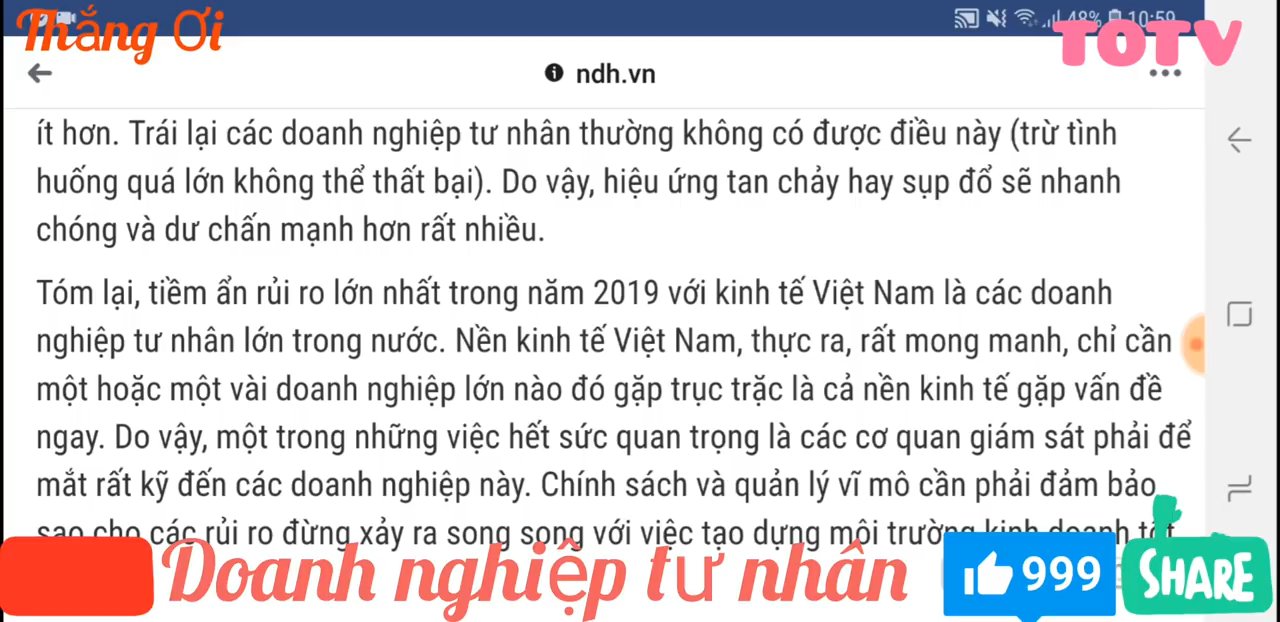 Thắng Ơi
48% 10:59
TOTV
ndh.vn
ít hơn. Trái lại các doanh nghiệp tư nhân thường không có được điều này (trừ tình
huống quá lớn không thể thất bại). Do vậy, hiệu ứng tan chảy hay sụp đổ sẽ nhanh
chóng và dư chấn mạnh hơn rất nhiều.
Tóm lại, tiềm ẩn rủi ro lớn nhất trong năm 2019 với kinh tế Việt Nam là các doanh
nghiệp tư nhân lớn trong nước. Nền kinh tế Việt Nam, thực ra, rất mong manh, chỉ cần
một hoặc một vài doanh nghiệp lớn nào đó gặp trục trặc là cả nền kinh tế gặp vấn đề
ngay. Do vậy, một trong những việc hết sức quan trọng là các cơ quan giám sát phải để
mắt rất kỹ đến các doanh nghiệp này. Chính sách và quản lý vĩ mô cần phải đảm bảo
sao cho các rủi ro đừng xảy ra song song với việc tạo dựng môi trường kinh doanh tốt
Doanh nghiệp tư nhân
999
SHARE